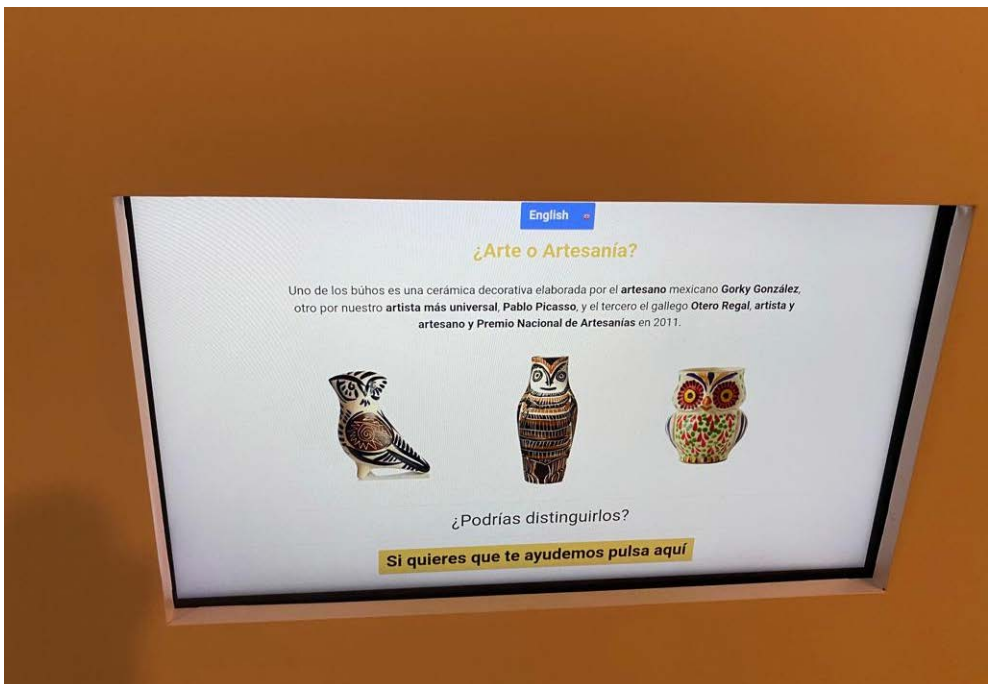 English
¿Arte o Artesanía?
Uno de los búhos es una cerámica decorativa elaborada por el artesano mexicano Gorky González,
otro por nuestro artista más universal, Pablo Picasso, y el tercero el gallego Otero Regal, artista y
artesano y Premio Nacional de Artesanías en 2011.
¿Podrías distinguirlos?
Si quieres que te ayudemos pulsa aquí